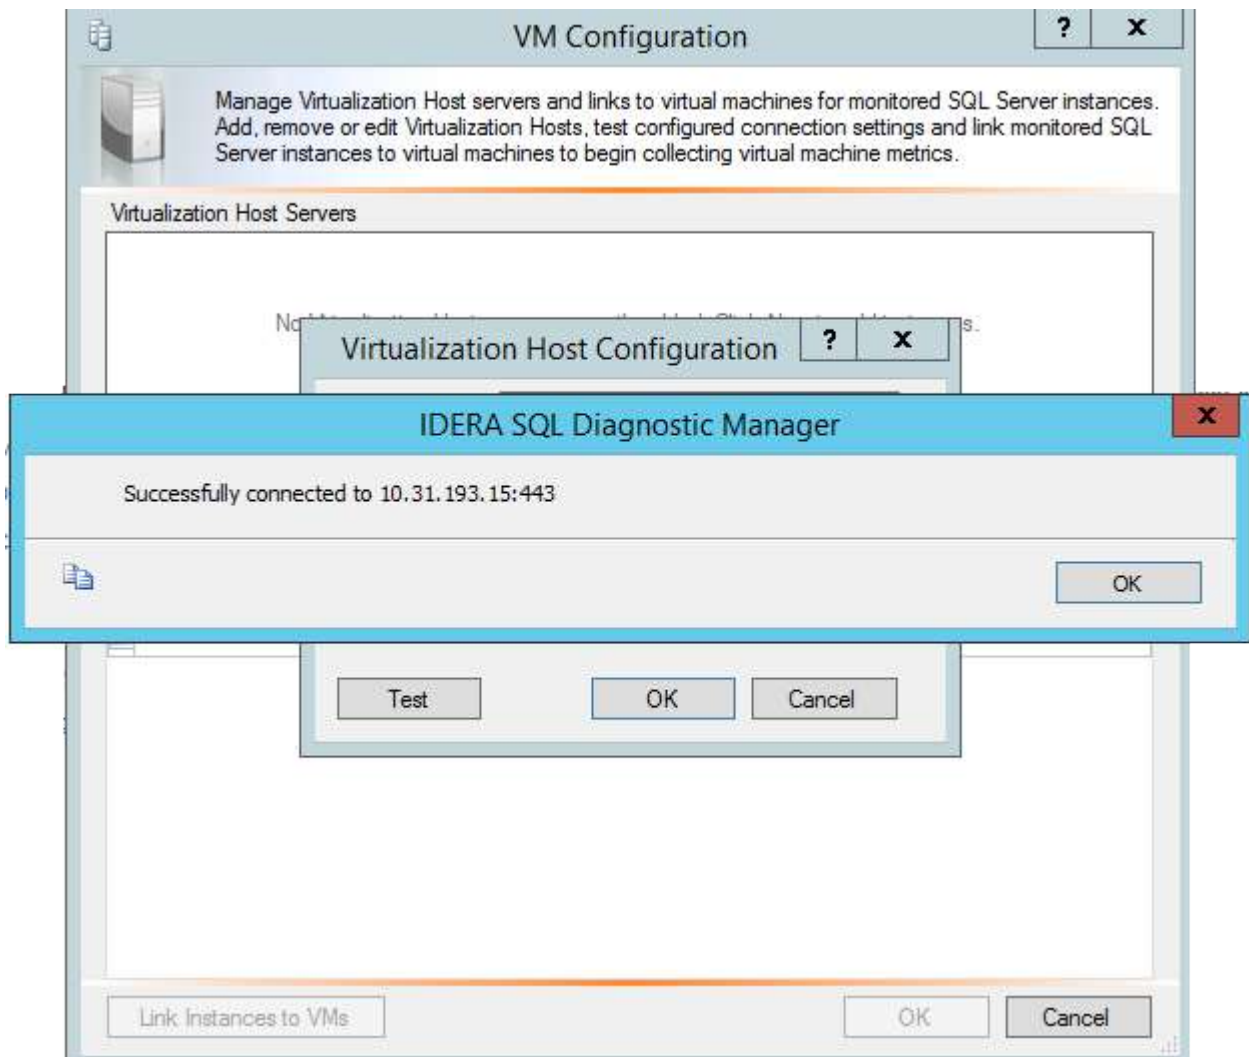 VM Configuration
? x
Manage Virtualization Host servers and links to virtual machines for monitored SQL Server instances.
Add, remove or edit Virtualization Hosts, test configured connection settings and link monitored SQL
Server instances to virtual machines to begin collecting virtual machine metrics.
Virtualization Host Servers
Virtualization Host Configuration
? x
IDERA SQL Diagnostic Manager
x
Successfully connected to 10.31.193.15:443
OK
Test
OK
Cancel
Link Instances to VMs
OK
Cancel